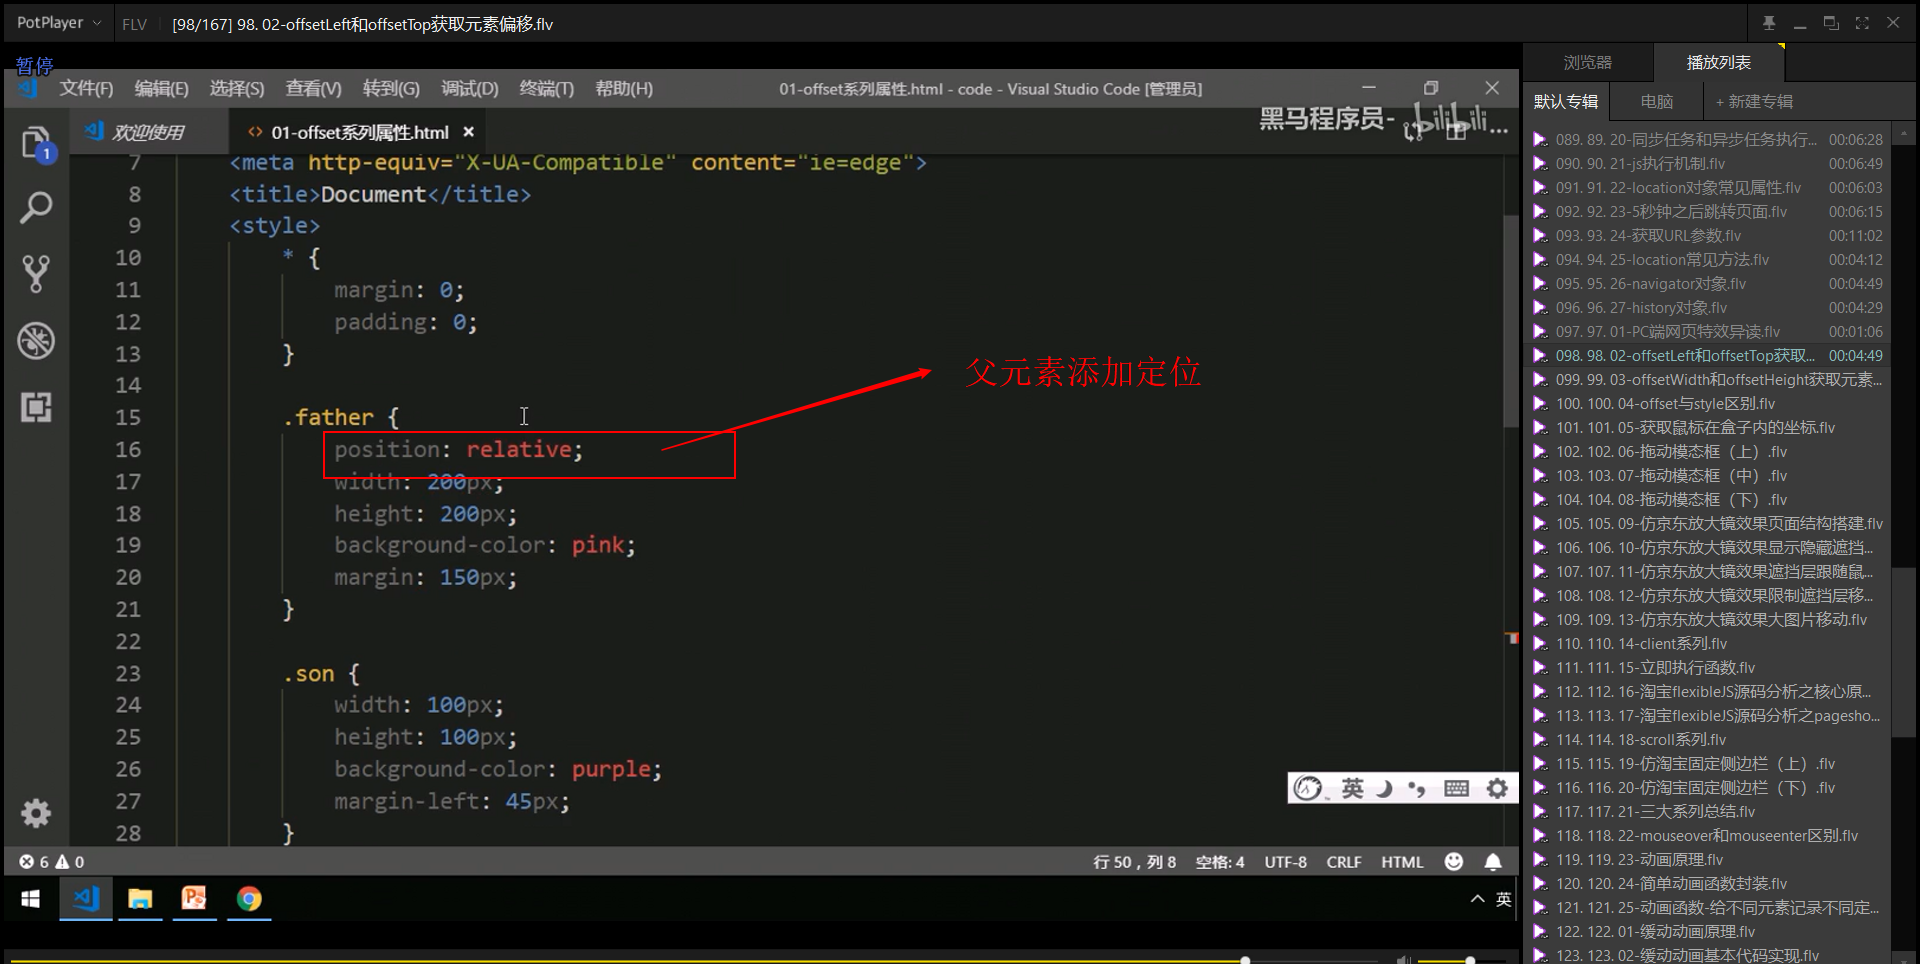 PotPlayer FLV [98/167] 98. 02-offsetLeft和offsetTop获取元素偏移.flv
暂停
文件(F) 编辑(E) 选择(S) 查看(V) 转到(G) 调试(D) 终端(T) 帮助(H) 01-offset系列属性.html - code - Visual Studio Code [管理员]
欢迎使用 01-offset系列属性.html
黑马程序员- bilibili
1
7 <meta http-equiv="X-UA-Compatible" content="ie=edge">
8 <title>Document</title>
9 <style>
10 * {
11 margin: 0;
12 padding: 0;
13 }
14
15 .father {
16 position: relative;
17 width: 200px;
18 height: 200px;
19 background-color: pink;
20 margin: 150px;
21 }
22
23 .son {
24 width: 100px;
25 height: 100px;
26 background-color: purple;
27 margin-left: 45px;
28 }
父元素添加定位
英
6 0 行 50，列 8 空格: 4 UTF-8 CRLF HTML
英
浏览器 播放列表
默认专辑 电脑 + 新建专辑
089. 89. 20-同步任务和异步任务执行... 00:06:28
090. 90. 21-js执行机制.flv 00:06:49
091. 91. 22-location对象常见属性.flv 00:06:03
092. 92. 23-5秒钟之后跳转页面.flv 00:06:15
093. 93. 24-获取URL参数.flv 00:11:02
094. 94. 25-location常见方法.flv 00:04:12
095. 95. 26-navigator对象.flv 00:04:49
096. 96. 27-history对象.flv 00:04:29
097. 97. 01-PC端网页特效导读.flv 00:01:06
098. 98. 02-offsetLeft和offsetTop获取... 00:04:49
099. 99. 03-offsetWidth和offsetHeight获取元素...
100. 100. 04-offset与style区别.flv
101. 101. 05-获取鼠标在盒子内的坐标.flv
102. 102. 06-拖动模态框（上）.flv
103. 103. 07-拖动模态框（中）.flv
104. 104. 08-拖动模态框（下）.flv
105. 105. 09-仿京东放大镜效果页面结构搭建.flv
106. 106. 10-仿京东放大镜效果显示隐藏遮挡...
107. 107. 11-仿京东放大镜效果遮挡层跟随鼠...
108. 108. 12-仿京东放大镜效果限制遮挡层移...
109. 109. 13-仿京东放大镜效果大图片移动.flv
110. 110. 14-client系列.flv
111. 111. 15-立即执行函数.flv
112. 112. 16-淘宝flexibleJS源码分析之核心原...
113. 113. 17-淘宝flexibleJS源码分析之pagesho...
114. 114. 18-scroll系列.flv
115. 115. 19-仿淘宝固定侧边栏（上）.flv
116. 116. 20-仿淘宝固定侧边栏（下）.flv
117. 117. 21-三大系列总结.flv
118. 118. 22-mouseover和mouseenter区别.flv
119. 119. 23-动画原理.flv
120. 120. 24-简单动画函数封装.flv
121. 121. 25-动画函数-给不同元素记录不同定...
122. 122. 01-缓动动画原理.flv
123. 123. 02-缓动动画基本代码实现.flv